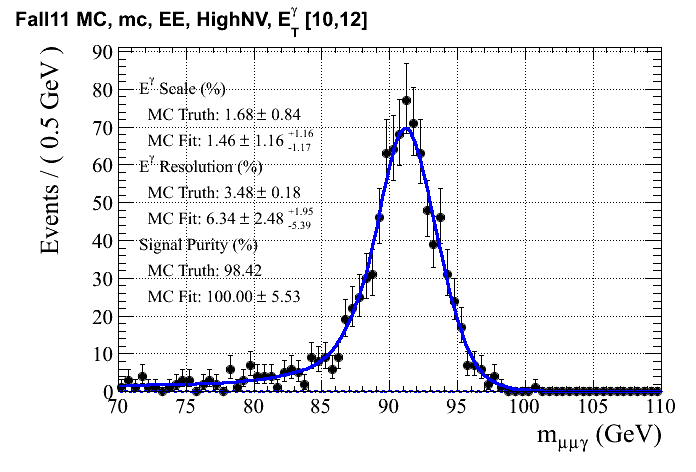 Fall11 MC, mc, EE, HighNV, E_T^γ [10,12]
Events / ( 0.5 GeV )
90
80
70
60
50
40
30
20
10
0
E^γ Scale (%)
MC Truth: 1.68 ± 0.84
MC Fit: 1.46 ± 1.16 +1.16 -1.17
E^γ Resolution (%)
MC Truth: 3.48 ± 0.18
MC Fit: 6.34 ± 2.48 +1.95 -5.39
Signal Purity (%)
MC Truth: 98.42
MC Fit: 100.00 ± 5.53
70 75 80 85 90 95 100 105 110
m_μμγ (GeV)